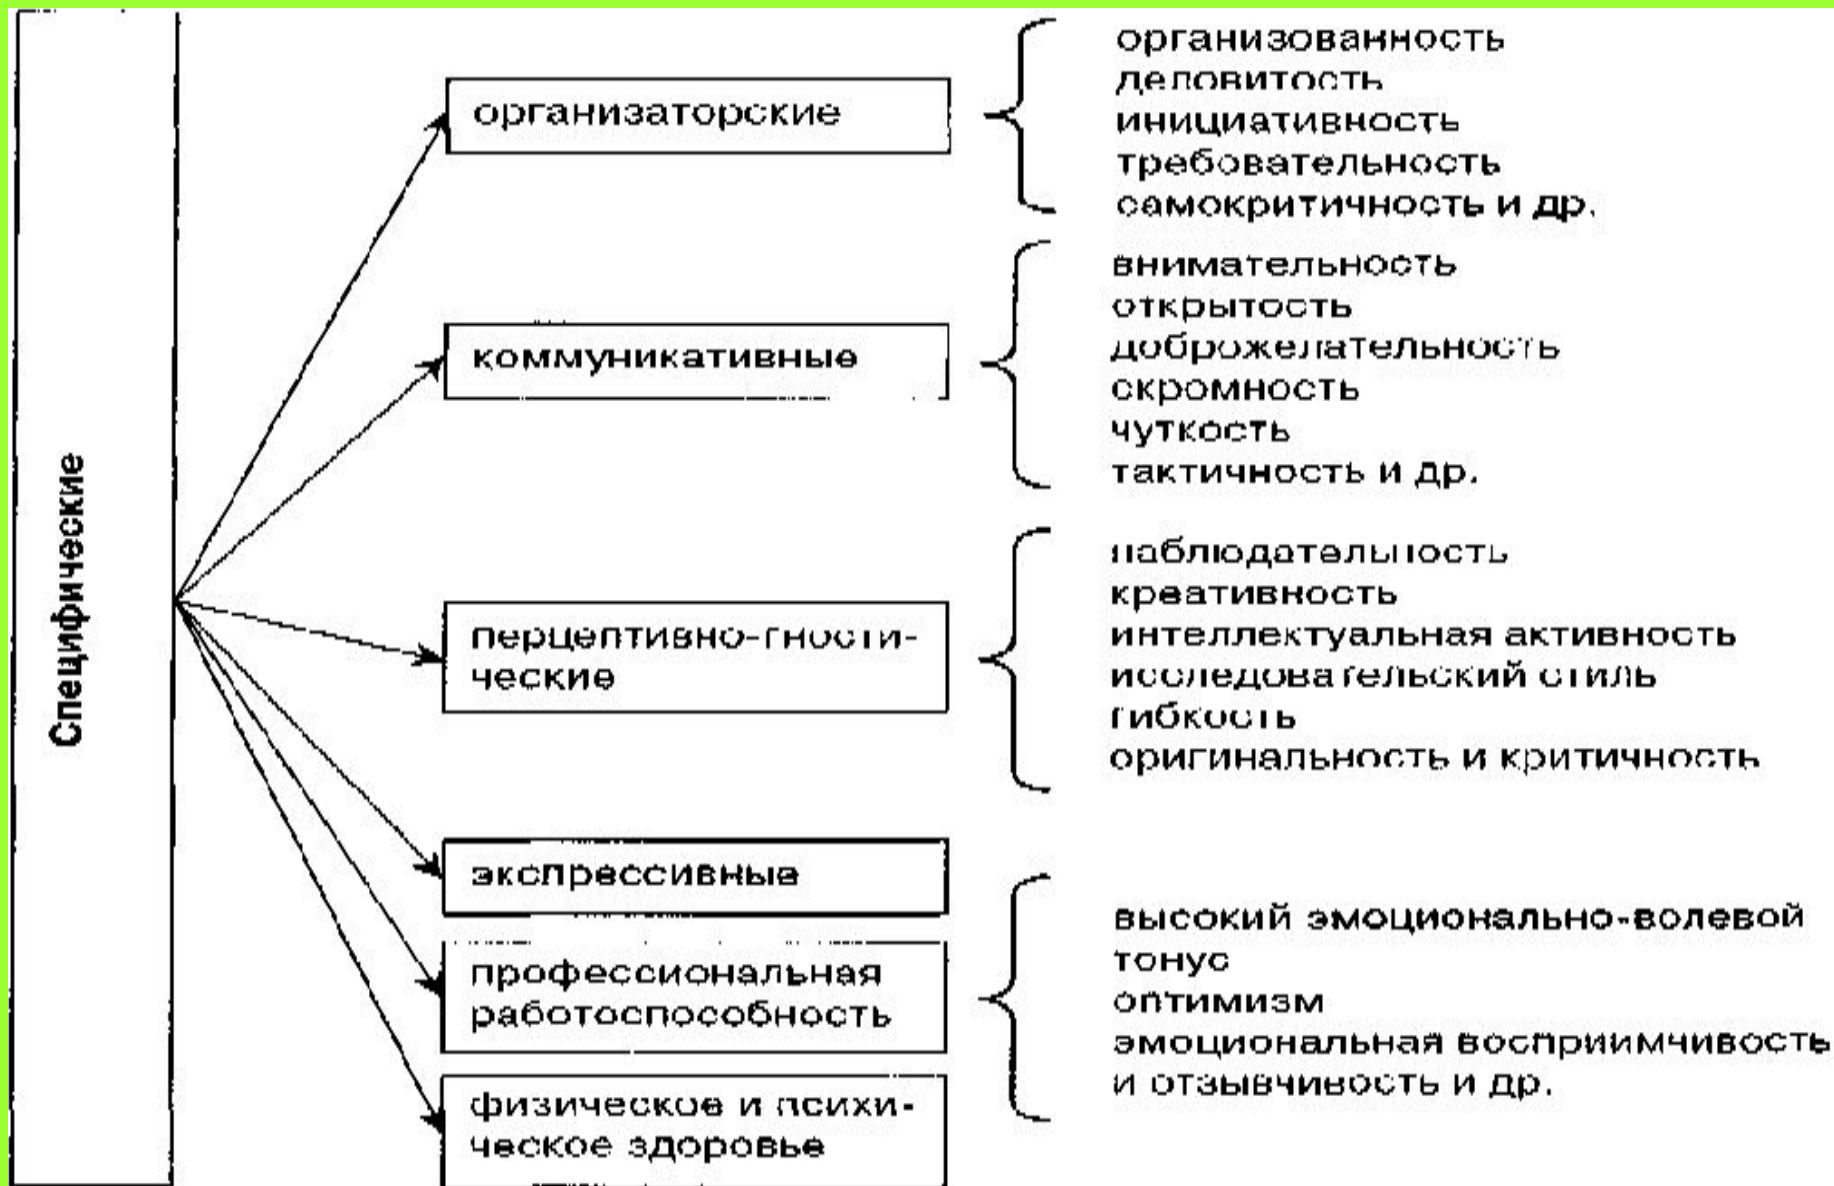 Специфические
организаторские
организованность
деловитость
инициативность
требовательность
самокритичность и др.
коммуникативные
внимательность
открытость
доброжелательность
скромность
чуткость
тактичность и др.
перцептивно-гности-
ческие
наблюдательность
креативность
интеллектуальная активность
исследовательский стиль
гибкость
оригинальность и критичность
экспрессивные
профессиональная
работоспособность
физическое и психи-
ческое здоровье
высокий эмоционально-волевой
тонус
оптимизм
эмоциональная восприимчивость
и отзывчивость и др.